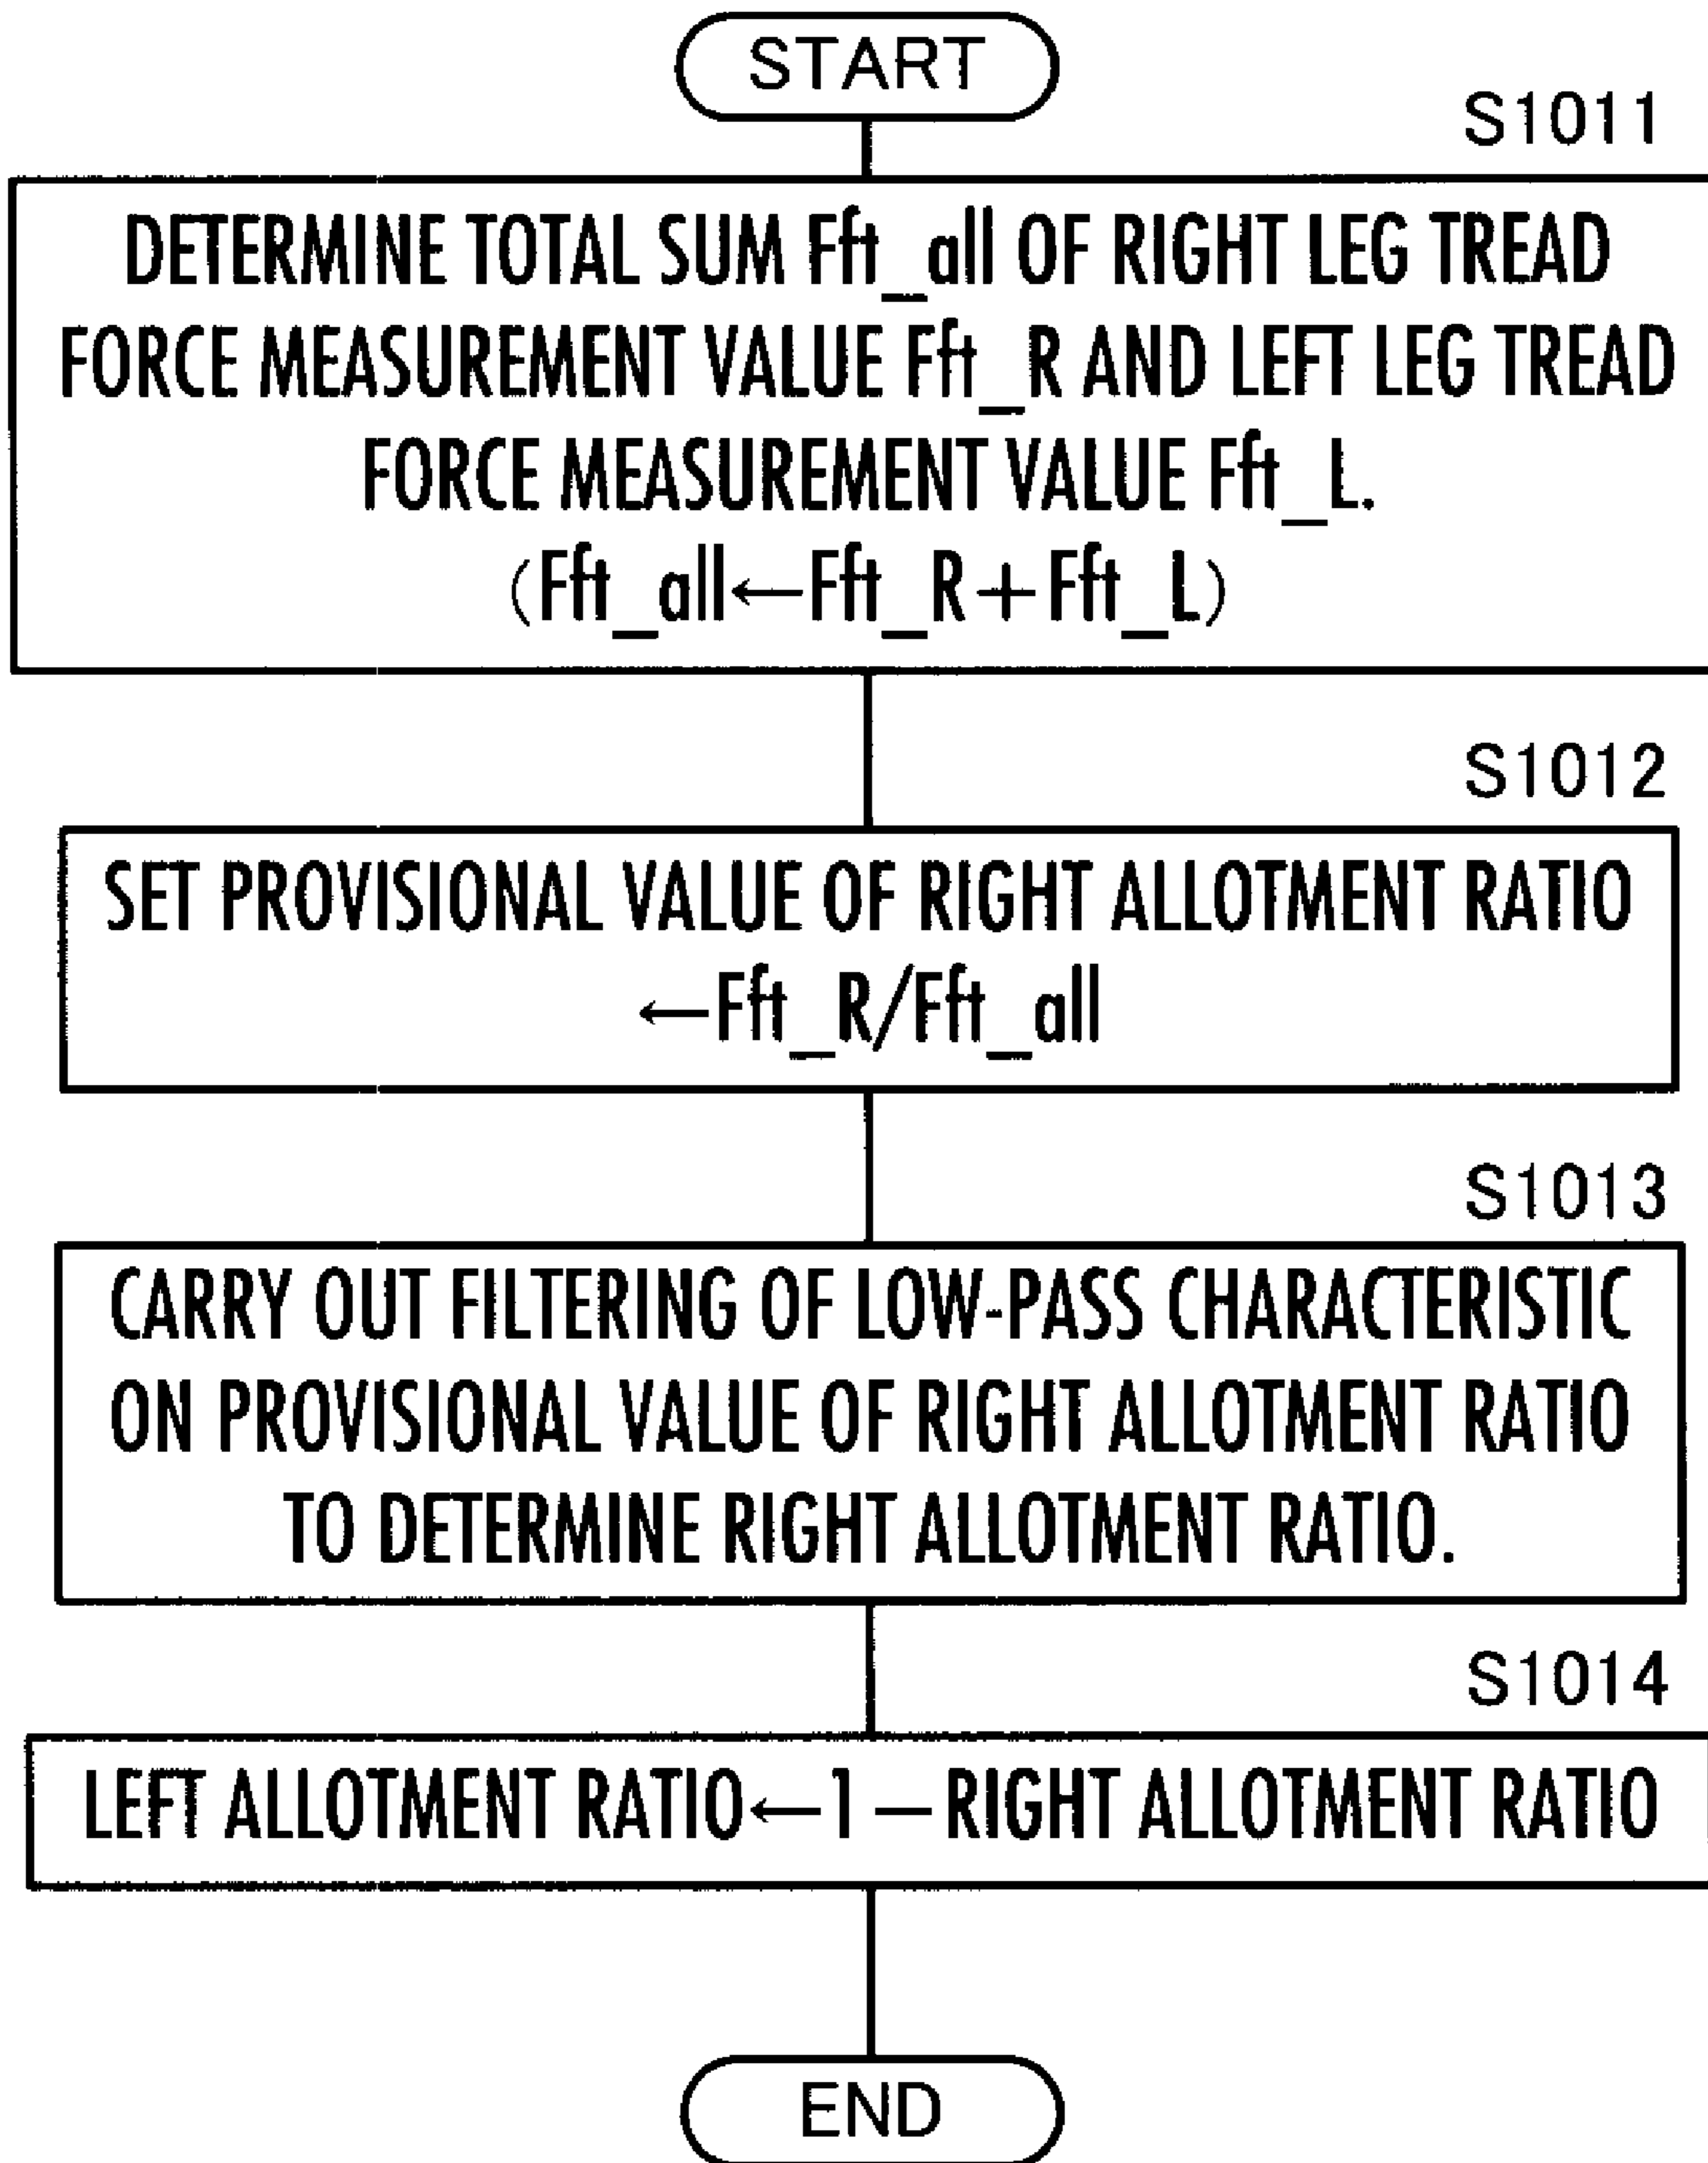 START
S1011
DETERMINE TOTAL SUM Fft_all OF RIGHT LEG TREAD
FORCE MEASUREMENT VALUE Fft_R AND LEFT LEG TREAD
FORCE MEASUREMENT VALUE Fft_L.
(Fft_all←Fft_R+Fft_L)
S1012
SET PROVISIONAL VALUE OF RIGHT ALLOTMENT RATIO
←Fft_R/Fft_all
S1013
CARRY OUT FILTERING OF LOW-PASS CHARACTERISTIC
ON PROVISIONAL VALUE OF RIGHT ALLOTMENT RATIO
TO DETERMINE RIGHT ALLOTMENT RATIO.
S1014
LEFT ALLOTMENT RATIO←1-RIGHT ALLOTMENT RATIO
END